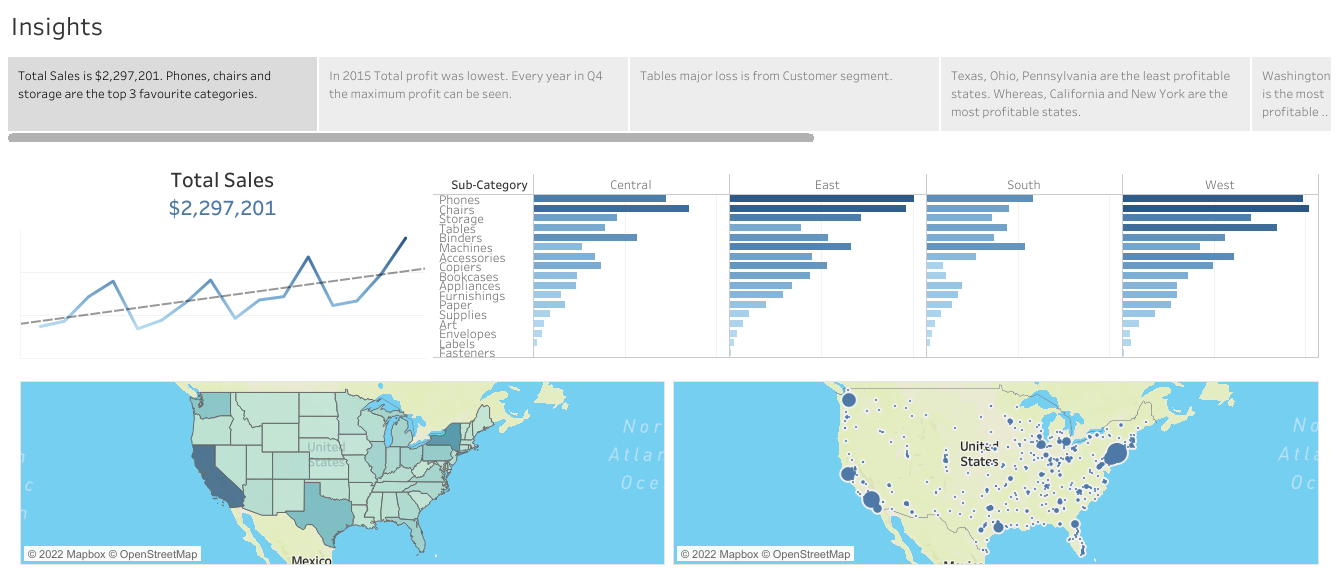 Insights
Total Sales is $2,297,201. Phones, chairs and
storage are the top 3 favourite categories.
In 2015 Total profit was lowest. Every year in Q4
the maximum profit can be seen.
Tables major loss is from Customer segment.
Texas, Ohio, Pennsylvania are the least profitable
states. Whereas, California and New York are the
most profitable states.
Washington
is the most
profitable ..
Total Sales
$2,297,201
Sub-Category Central East South West
Phones
Chairs
Storage
Tables
Binders
Machines
Accessories
Copiers
Bookcases
Appliances
Furnishings
Paper
Supplies
Art
Envelopes
Labels
Fasteners
United
States
Nor
Atlar
Oce
c
n
Mexico
© 2022 Mapbox © OpenStreetMap
United
States
No
Atla
Oc
© 2022 Mapbox © OpenStreetMap